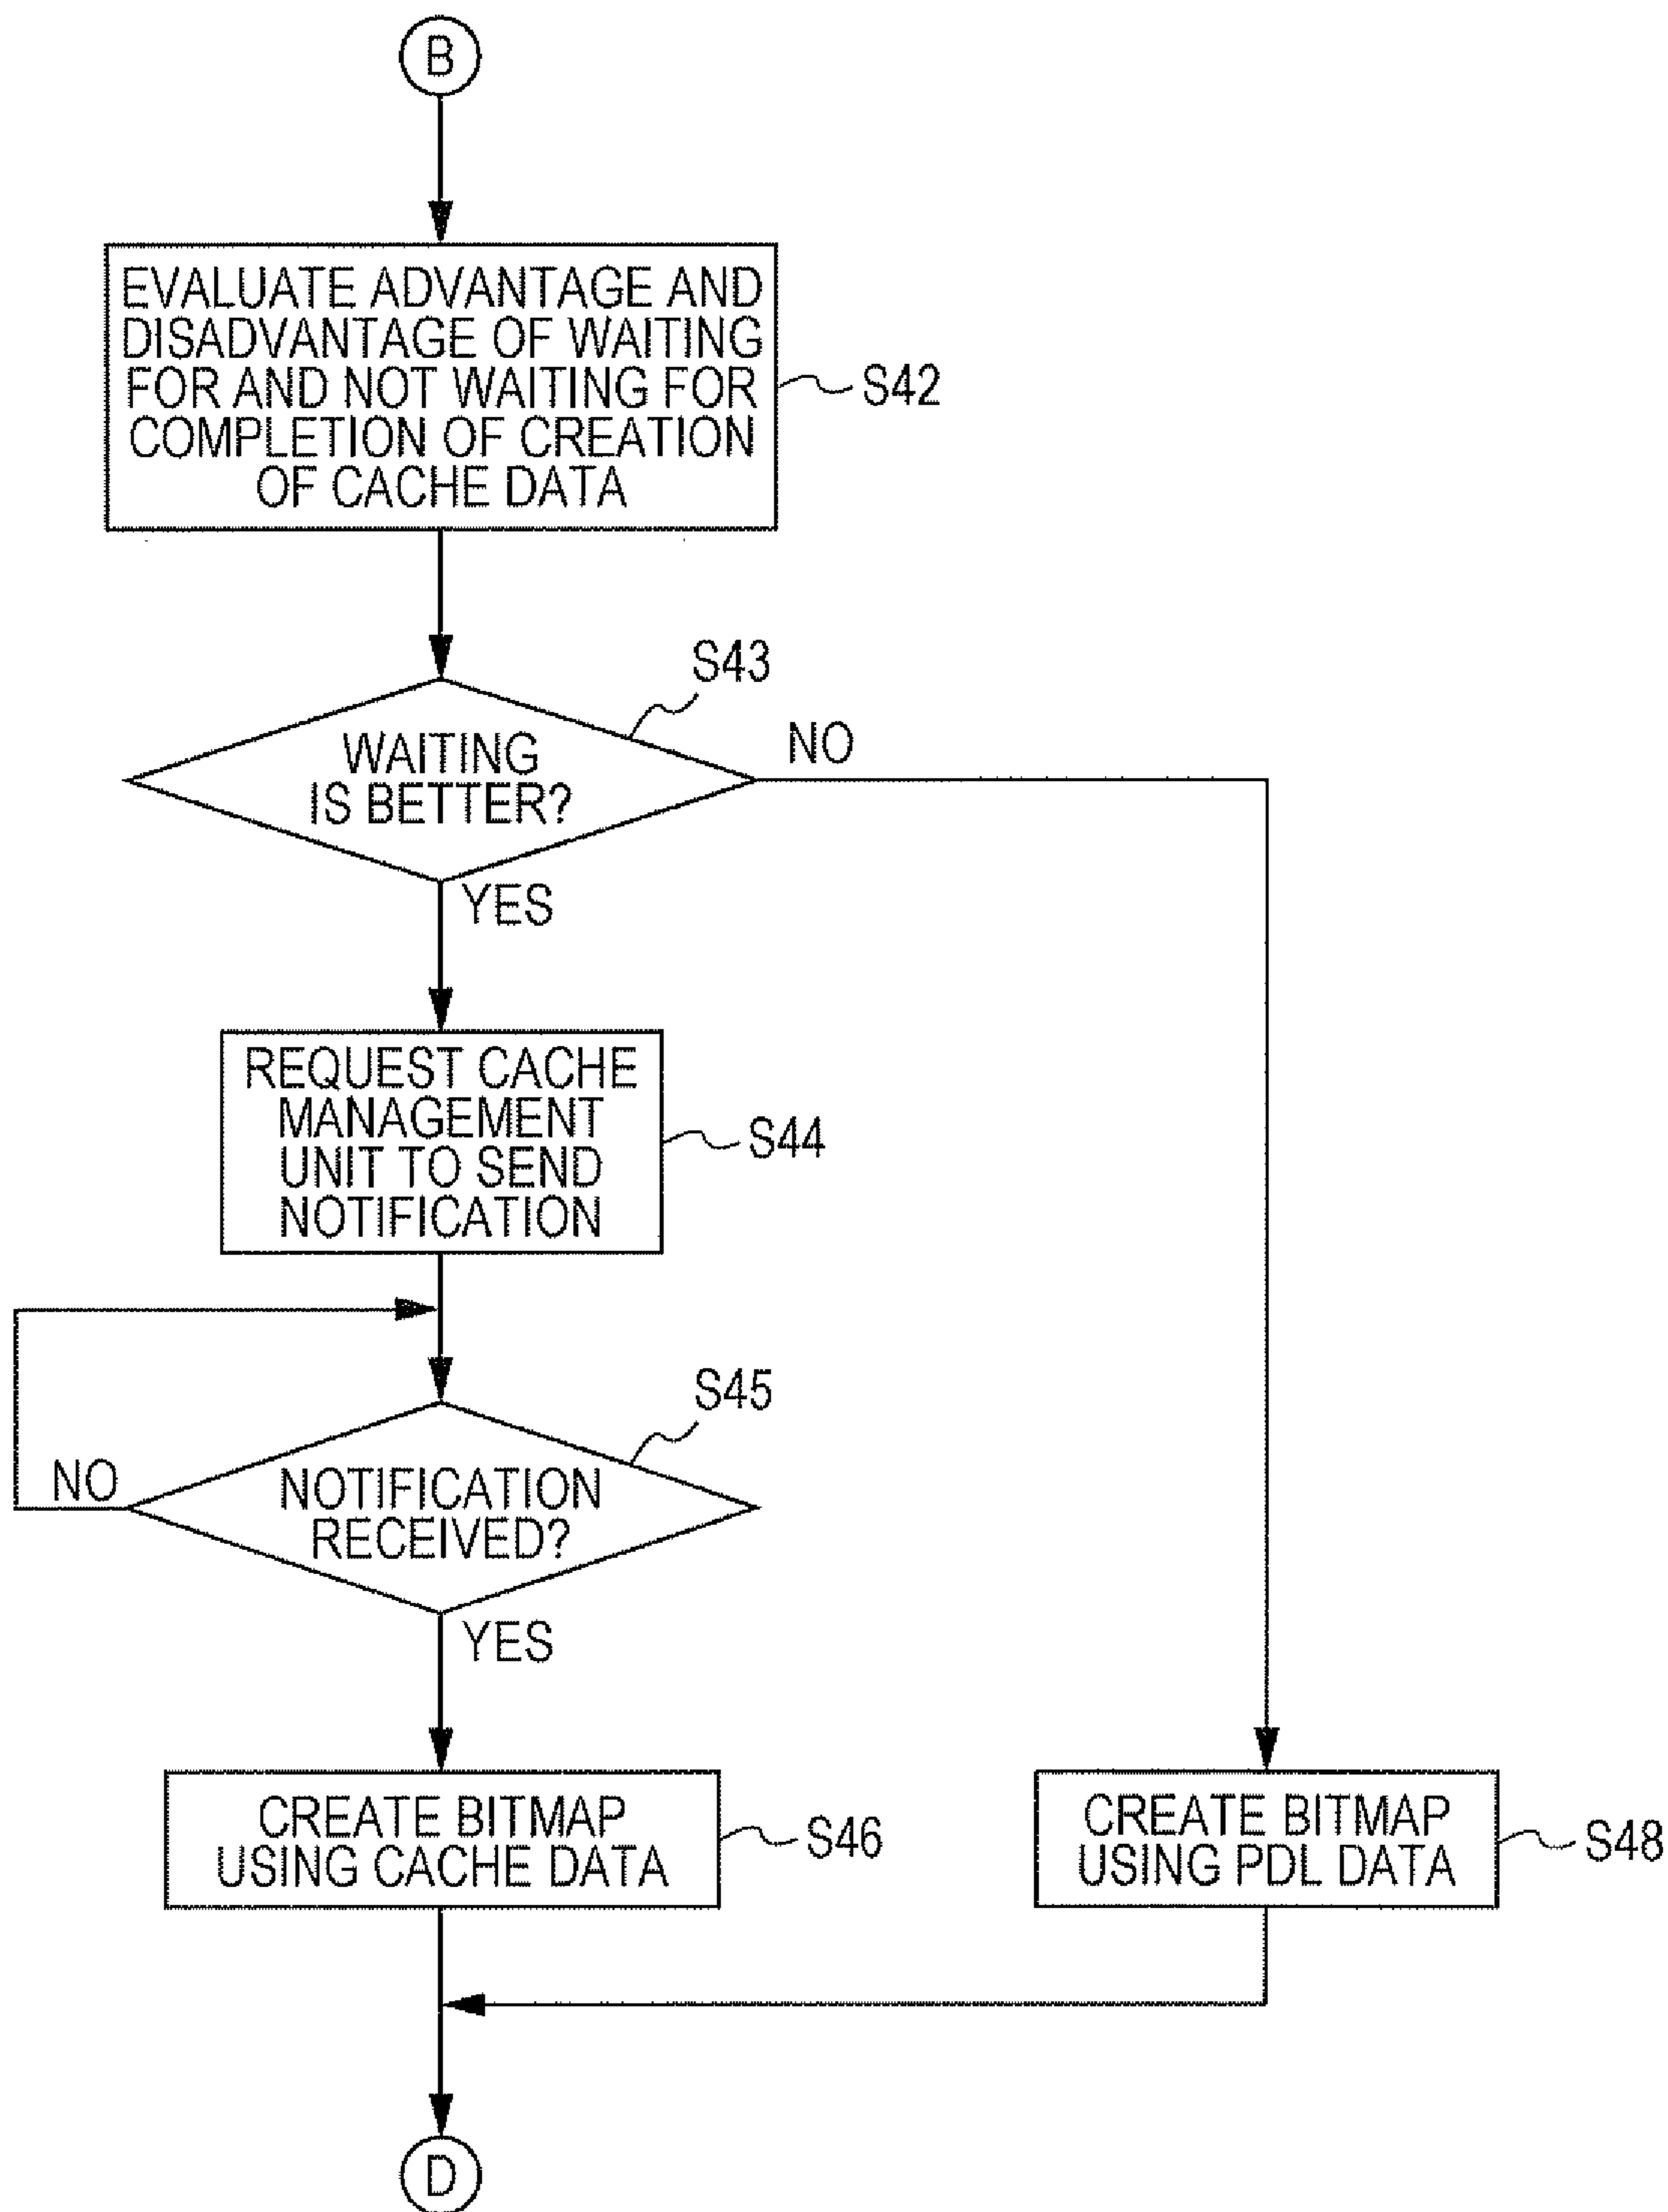 B
EVALUATE ADVANTAGE AND
DISADVANTAGE OF WAITING
FOR AND NOT WAITING FOR
COMPLETION OF CREATION
OF CACHE DATA
S42
S43
WAITING
IS BETTER?
NO
YES
REQUEST CACHE
MANAGEMENT
UNIT TO SEND
NOTIFICATION
S44
S45
NOTIFICATION
RECEIVED?
NO
YES
CREATE BITMAP
USING CACHE DATA
S46
CREATE BITMAP
USING PDL DATA
S48
D